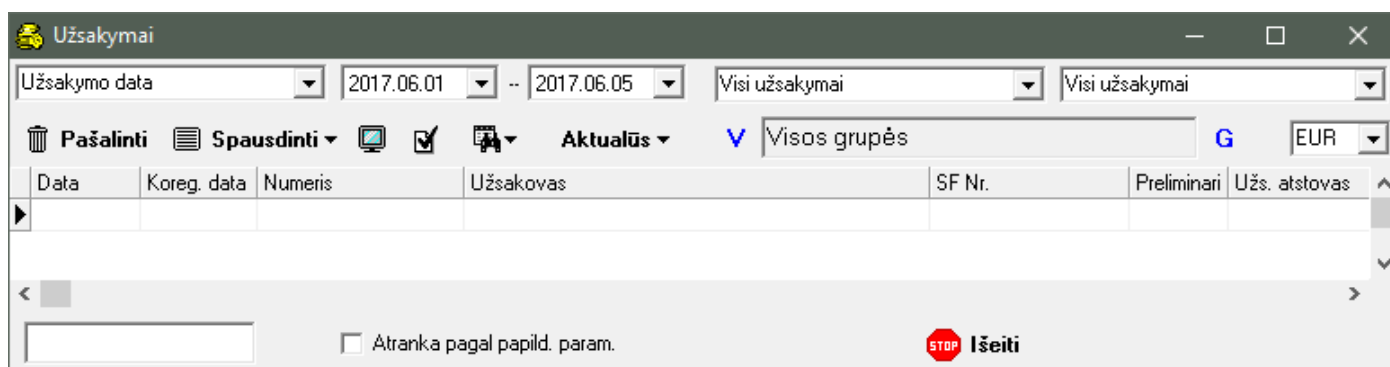 Užsakymai
Užsakymo data 2017.06.01 -- 2017.06.05 Visi užsakymai Visi užsakymai
Pašalinti Spausdinti Aktualūs V Visos grupės G EUR
Data Koreg. data Numeris Užsakovas SF Nr. Preliminari Užs. atstovas
Atranka pagal papild. param. STOP Išeiti